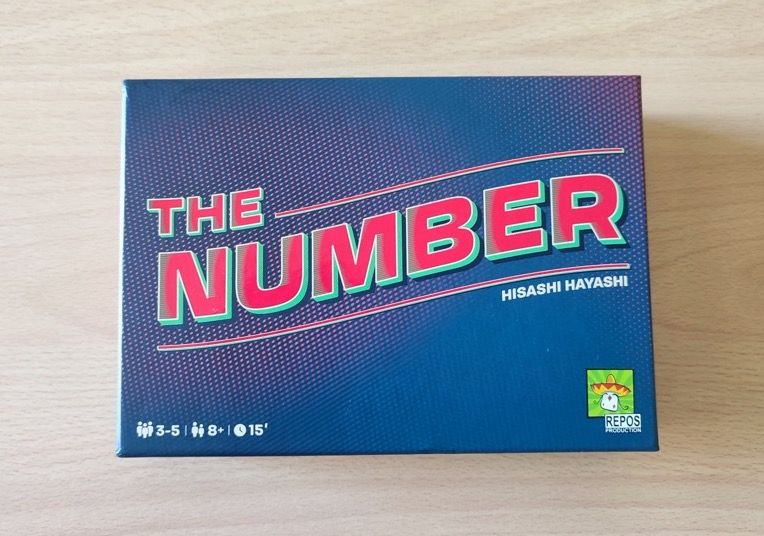 THE
NUMBER
HISASHI HAYASHI
3-5 | 8+ | 15'
REPOS
PRODUCTION